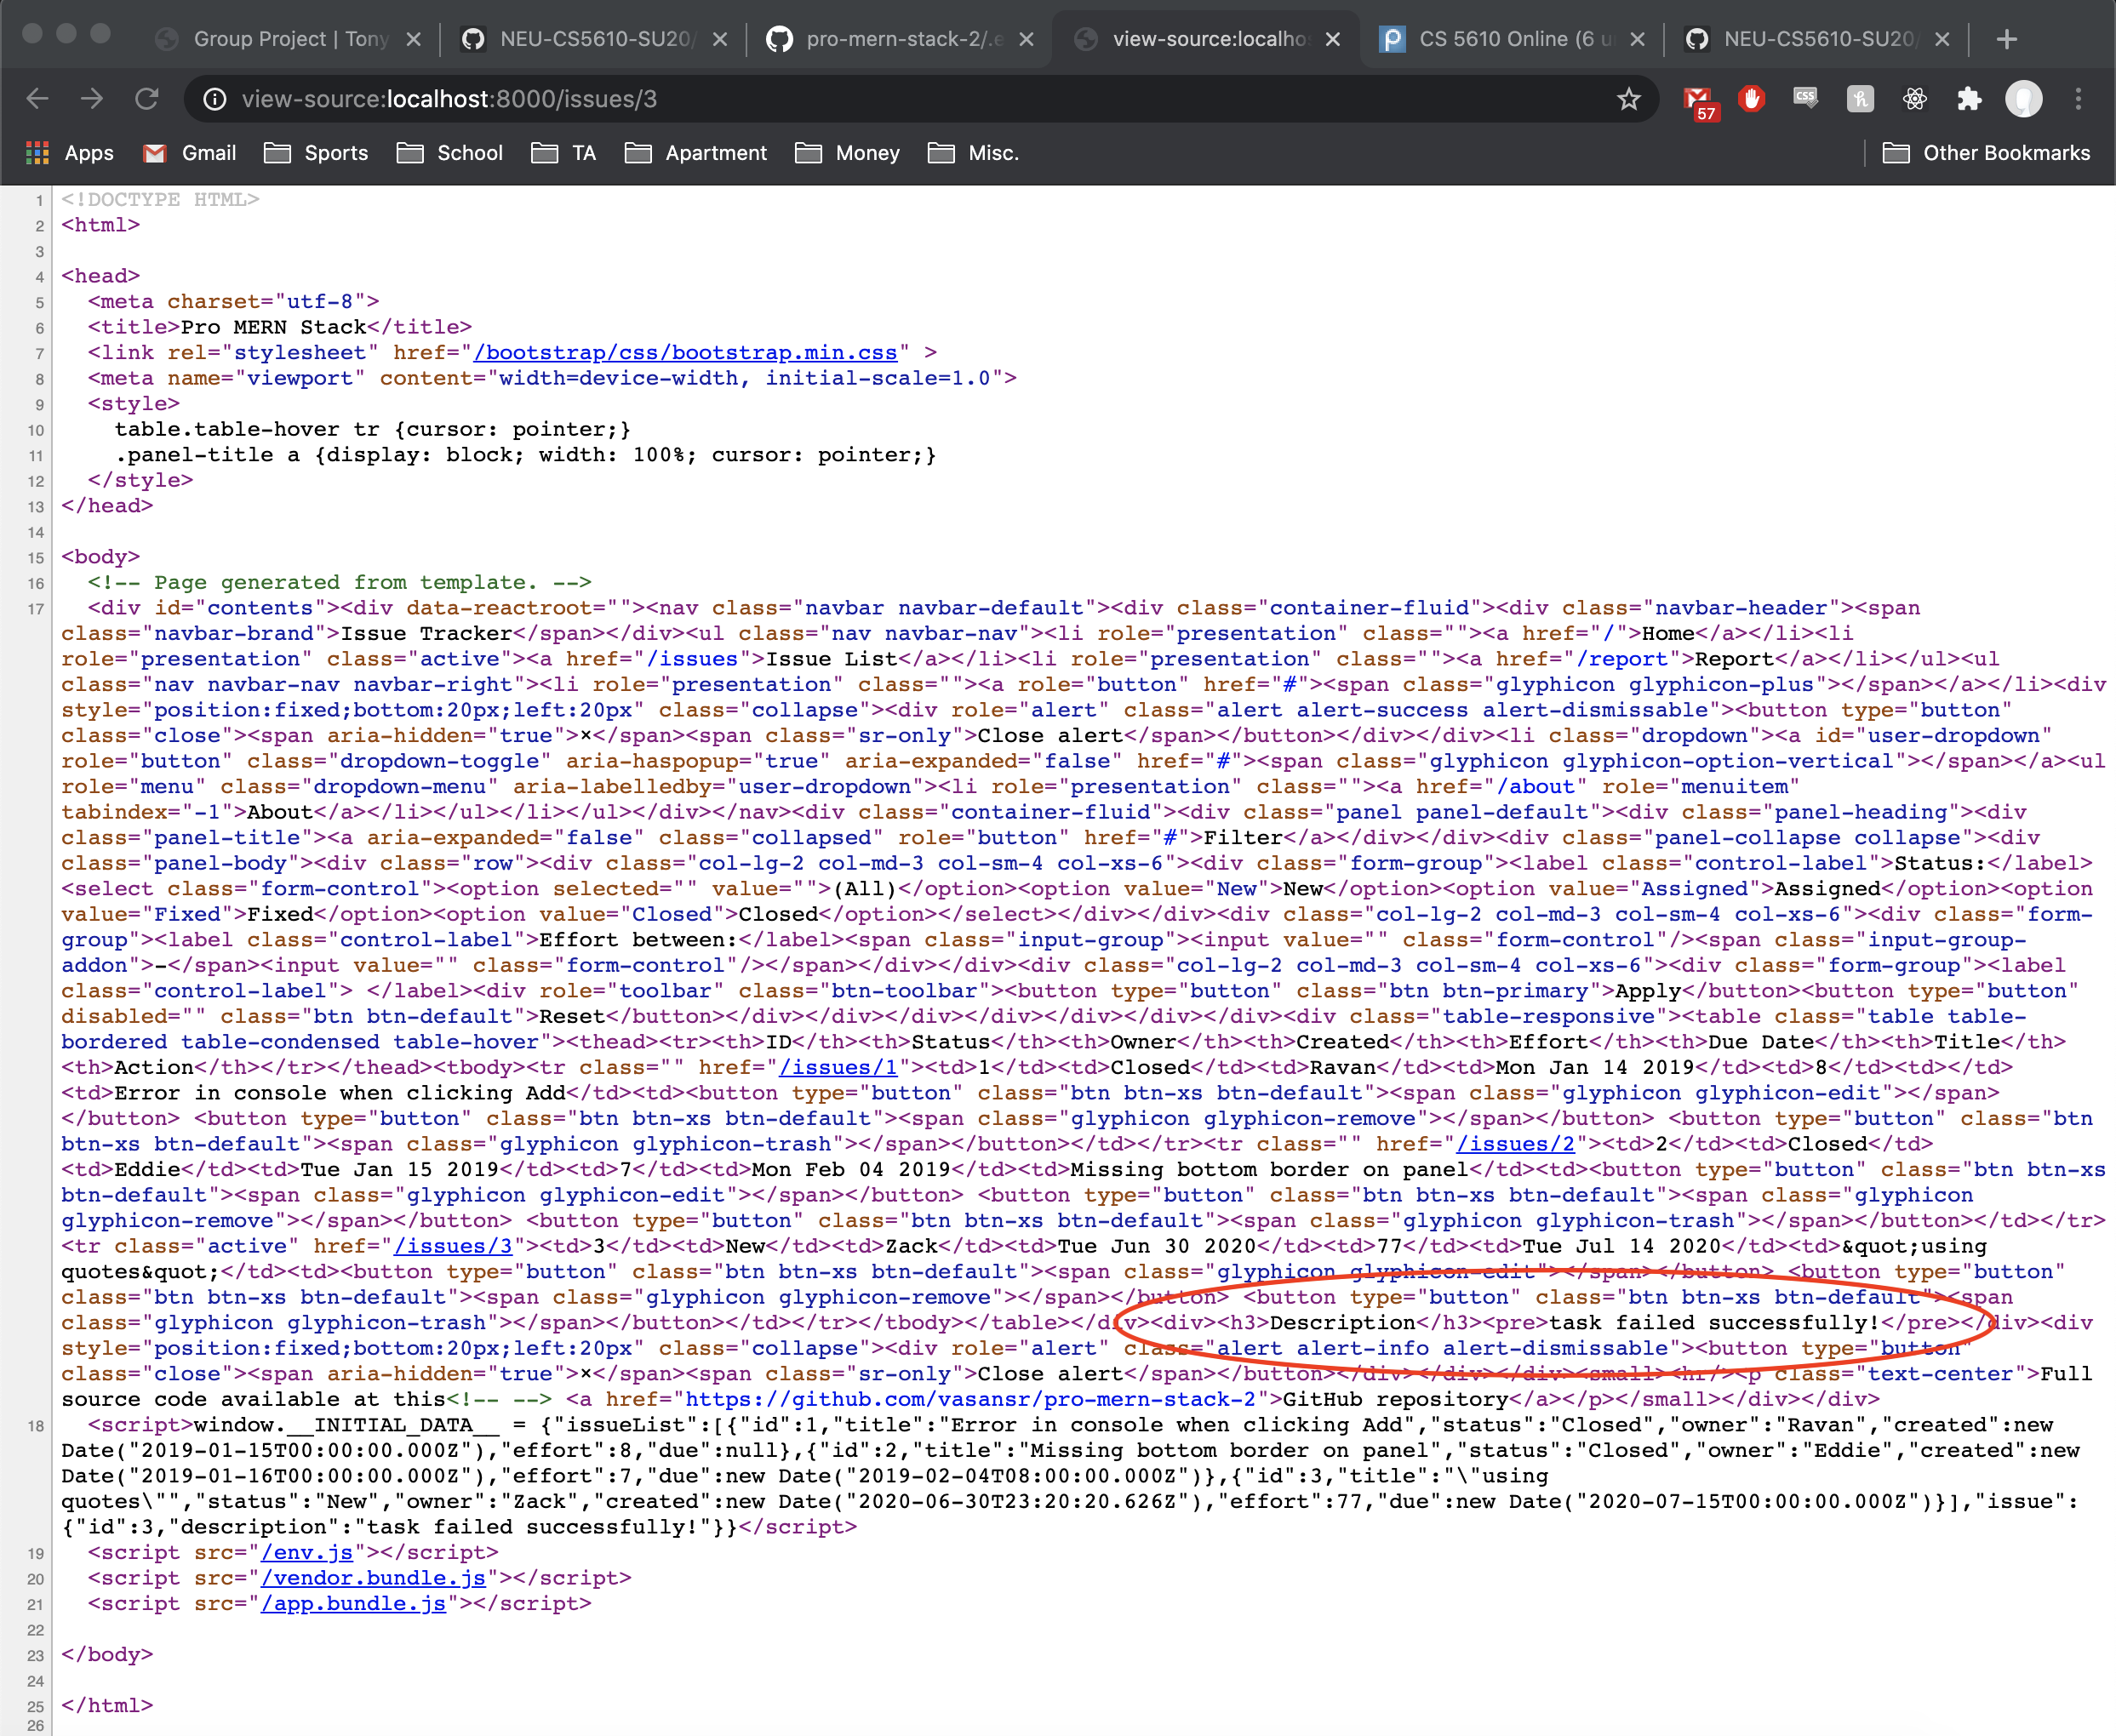 Group Project | Tony
NEU-CS5610-SU20/
pro-mern-stack-2/.e
view-source:localhos
CS 5610 Online (6 u
NEU-CS5610-SU20/
view-source:localhost:8000/issues/3
57
CSS
h
Apps
Gmail
Sports
School
TA
Apartment
Money
Misc.
Other Bookmarks
1 <!DOCTYPE HTML>
2 <html>
3
4 <head>
5 <meta charset="utf-8">
6 <title>Pro MERN Stack</title>
7 <link rel="stylesheet" href="/bootstrap/css/bootstrap.min.css" >
8 <meta name="viewport" content="width=device-width, initial-scale=1.0">
9 <style>
10 table.table-hover tr {cursor: pointer;}
11 .panel-title a {display: block; width: 100%; cursor: pointer;}
12 </style>
13 </head>
14
15 <body>
16 <!-- Page generated from template. -->
17 <div id="contents"><div data-reactroot=""><nav class="navbar navbar-default"><div class="container-fluid"><div class="navbar-header"><span
class="navbar-brand">Issue Tracker</span></div><ul class="nav navbar-nav"><li role="presentation" class=""><a href="/">Home</a></li><li
role="presentation" class="active"><a href="/issues">Issue List</a></li><li role="presentation" class=""><a href="/report">Report</a></li></ul><ul
class="nav navbar-nav navbar-right"><li role="presentation" class=""><a role="button" href="#"><span class="glyphicon glyphicon-plus"></span></a></li><div
style="position:fixed;bottom:20px;left:20px" class="collapse"><div role="alert" class="alert alert-success alert-dismissable"><button type="button"
class="close"><span aria-hidden="true">×</span><span class="sr-only">Close alert</span></button></div></div><li class="dropdown"><a id="user-dropdown"
role="button" class="dropdown-toggle" aria-haspopup="true" aria-expanded="false" href="#"><span class="glyphicon glyphicon-option-vertical"></span></a><ul
role="menu" class="dropdown-menu" aria-labelledby="user-dropdown"><li role="presentation" class=""><a href="/about" role="menuitem"
tabindex="-1">About</a></li></ul></li></ul></div></nav><div class="container-fluid"><div class="panel panel-default"><div class="panel-heading"><div
class="panel-title"><a aria-expanded="false" class="collapsed" role="button" href="#">Filter</a></div></div><div class="panel-collapse collapse"><div
class="panel-body"><div class="row"><div class="col-lg-2 col-md-3 col-sm-4 col-xs-6"><div class="form-group"><label class="control-label">Status:</label>
<select class="form-control"><option selected="" value="">(All)</option><option value="New">New</option><option value="Assigned">Assigned</option><option
value="Fixed">Fixed</option><option value="Closed">Closed</option></select></div></div><div class="col-lg-2 col-md-3 col-sm-4 col-xs-6"><div class="form-
group"><label class="control-label">Effort between:</label><span class="input-group"><input value="" class="form-control"/><span class="input-group-
addon">-</span><input value="" class="form-control"/></span></div></div><div class="col-lg-2 col-md-3 col-sm-4 col-xs-6"><div class="form-group"><label
class="control-label"> </label><div role="toolbar" class="btn-toolbar"><button type="button" class="btn btn-primary">Apply</button><button type="button"
disabled="" class="btn btn-default">Reset</button></div></div></div></div></div></div></div><div class="table-responsive"><table class="table table-
bordered table-condensed table-hover"><thead><tr><th>ID</th><th>Status</th><th>Owner</th><th>Created</th><th>Effort</th><th>Due Date</th><th>Title</th>
<th>Action</th></tr></thead><tbody><tr class="" href="/issues/1"><td>1</td><td>Closed</td><td>Ravan</td><td>Mon Jan 14 2019</td><td>8</td><td></td>
<td>Error in console when clicking Add</td><td><button type="button" class="btn btn-xs btn-default"><span class="glyphicon glyphicon-edit"></span>
</button> <button type="button" class="btn btn-xs btn-default"><span class="glyphicon glyphicon-remove"></span></button> <button type="button" class="btn
btn-xs btn-default"><span class="glyphicon glyphicon-trash"></span></button></td></tr><tr class="" href="/issues/2"><td>2</td><td>Closed</td>
<td>Eddie</td><td>Tue Jan 15 2019</td><td>7</td><td>Mon Feb 04 2019</td><td>Missing bottom border on panel</td><td><button type="button" class="btn btn-xs
btn-default"><span class="glyphicon glyphicon-edit"></span></button> <button type="button" class="btn btn-xs btn-default"><span class="glyphicon
glyphicon-remove"></span></button> <button type="button" class="btn btn-xs btn-default"><span class="glyphicon glyphicon-trash"></span></button></td></tr>
<tr class="active" href="/issues/3"><td>3</td><td>New</td><td>Zack</td><td>Tue Jun 30 2020</td><td>77</td><td>Tue Jul 14 2020</td><td>&quot;using
quotes&quot;</td><td><button type="button" class="btn btn-xs btn-default"><span class="glyphicon glyphicon-edit"></span></button> <button type="button"
class="btn btn-xs btn-default"><span class="glyphicon glyphicon-remove"></span></button> <button type="button" class="btn btn-xs btn-default"><span
class="glyphicon glyphicon-trash"></span></button></td></tr></tbody></table></div><div><h3>Description</h3><pre>task failed successfully!</pre></div><div
style="position:fixed;bottom:20px;left:20px" class="collapse"><div role="alert" class="alert alert-info alert-dismissable"><button type="button"
class="close"><span aria-hidden="true">×</span><span class="sr-only">Close alert</span></button></div></div></div><small><hr/><p class="text-center">Full
source code available at this<!-- --> <a href="https://github.com/vasansr/pro-mern-stack-2">GitHub repository</a></p></small></div></div>
18 <script>window.__INITIAL_DATA__ = {"issueList":[{"id":1,"title":"Error in console when clicking Add","status":"Closed","owner":"Ravan","created":new
Date("2019-01-15T00:00:00.000Z"),"effort":8,"due":null},{"id":2,"title":"Missing bottom border on panel","status":"Closed","owner":"Eddie","created":new
Date("2019-01-16T00:00:00.000Z"),"effort":7,"due":new Date("2019-02-04T08:00:00.000Z")},{"id":3,"title":"\"using
quotes\"","status":"New","owner":"Zack","created":new Date("2020-06-30T23:20:20.626Z"),"effort":77,"due":new Date("2020-07-15T00:00:00.000Z")}],"issue":
{"id":3,"description":"task failed successfully!"}}</script>
19 <script src="/env.js"></script>
20 <script src="/vendor.bundle.js"></script>
21 <script src="/app.bundle.js"></script>
22
23 </body>
24
25 </html>
26